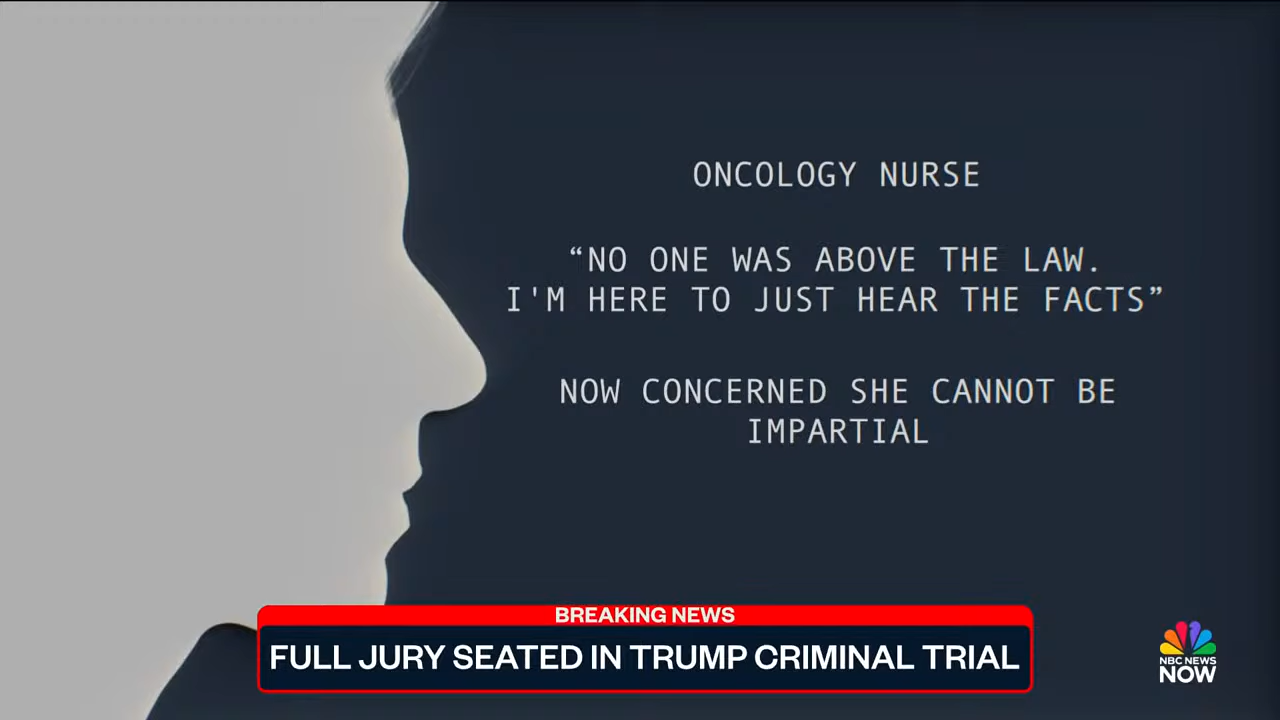 ONCOLOGY NURSE
“NO ONE WAS ABOVE THE LAW.
I'M HERE TO JUST HEAR THE FACTS”
NOW CONCERNED SHE CANNOT BE
IMPARTIAL
BREAKING NEWS
FULL JURY SEATED IN TRUMP CRIMINAL TRIAL
NBC NEWS
NOW